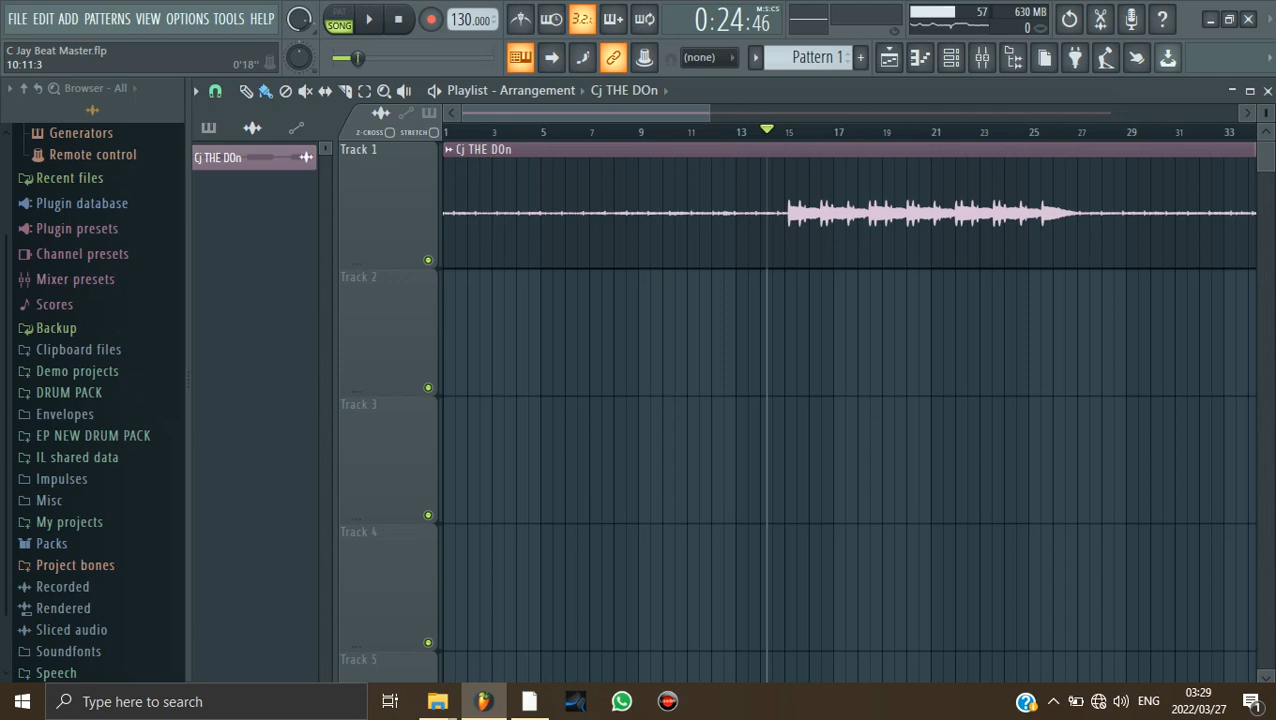 FILE EDIT ADD PATTERNS VIEW OPTIONS TOOLS HELP
PAT
SONG
130.000
3.2.
0:24:46
M:S:CS
57
630 MB
0
C Jay Beat Master.flp
10:11:3
0'18"
(none)
Pattern 1
Browser - All
Playlist - Arrangement
Cj THE DOn
Z-CROSS
STRETCH
1 3 5 7 9 11 13 15 17 19 21 23 25 27 29 31 33
Generators
Remote control
Recent files
Plugin database
Plugin presets
Channel presets
Mixer presets
Scores
Backup
Clipboard files
Demo projects
DRUM PACK
Envelopes
EP NEW DRUM PACK
IL shared data
Impulses
Misc
My projects
Packs
Project bones
Recorded
Rendered
Sliced audio
Soundfonts
Speech
Cj THE DOn
Track 1
Cj THE DOn
Track 2
Track 3
Track 4
Track 5
Type here to search
ENG
03:29
2022/03/27
1